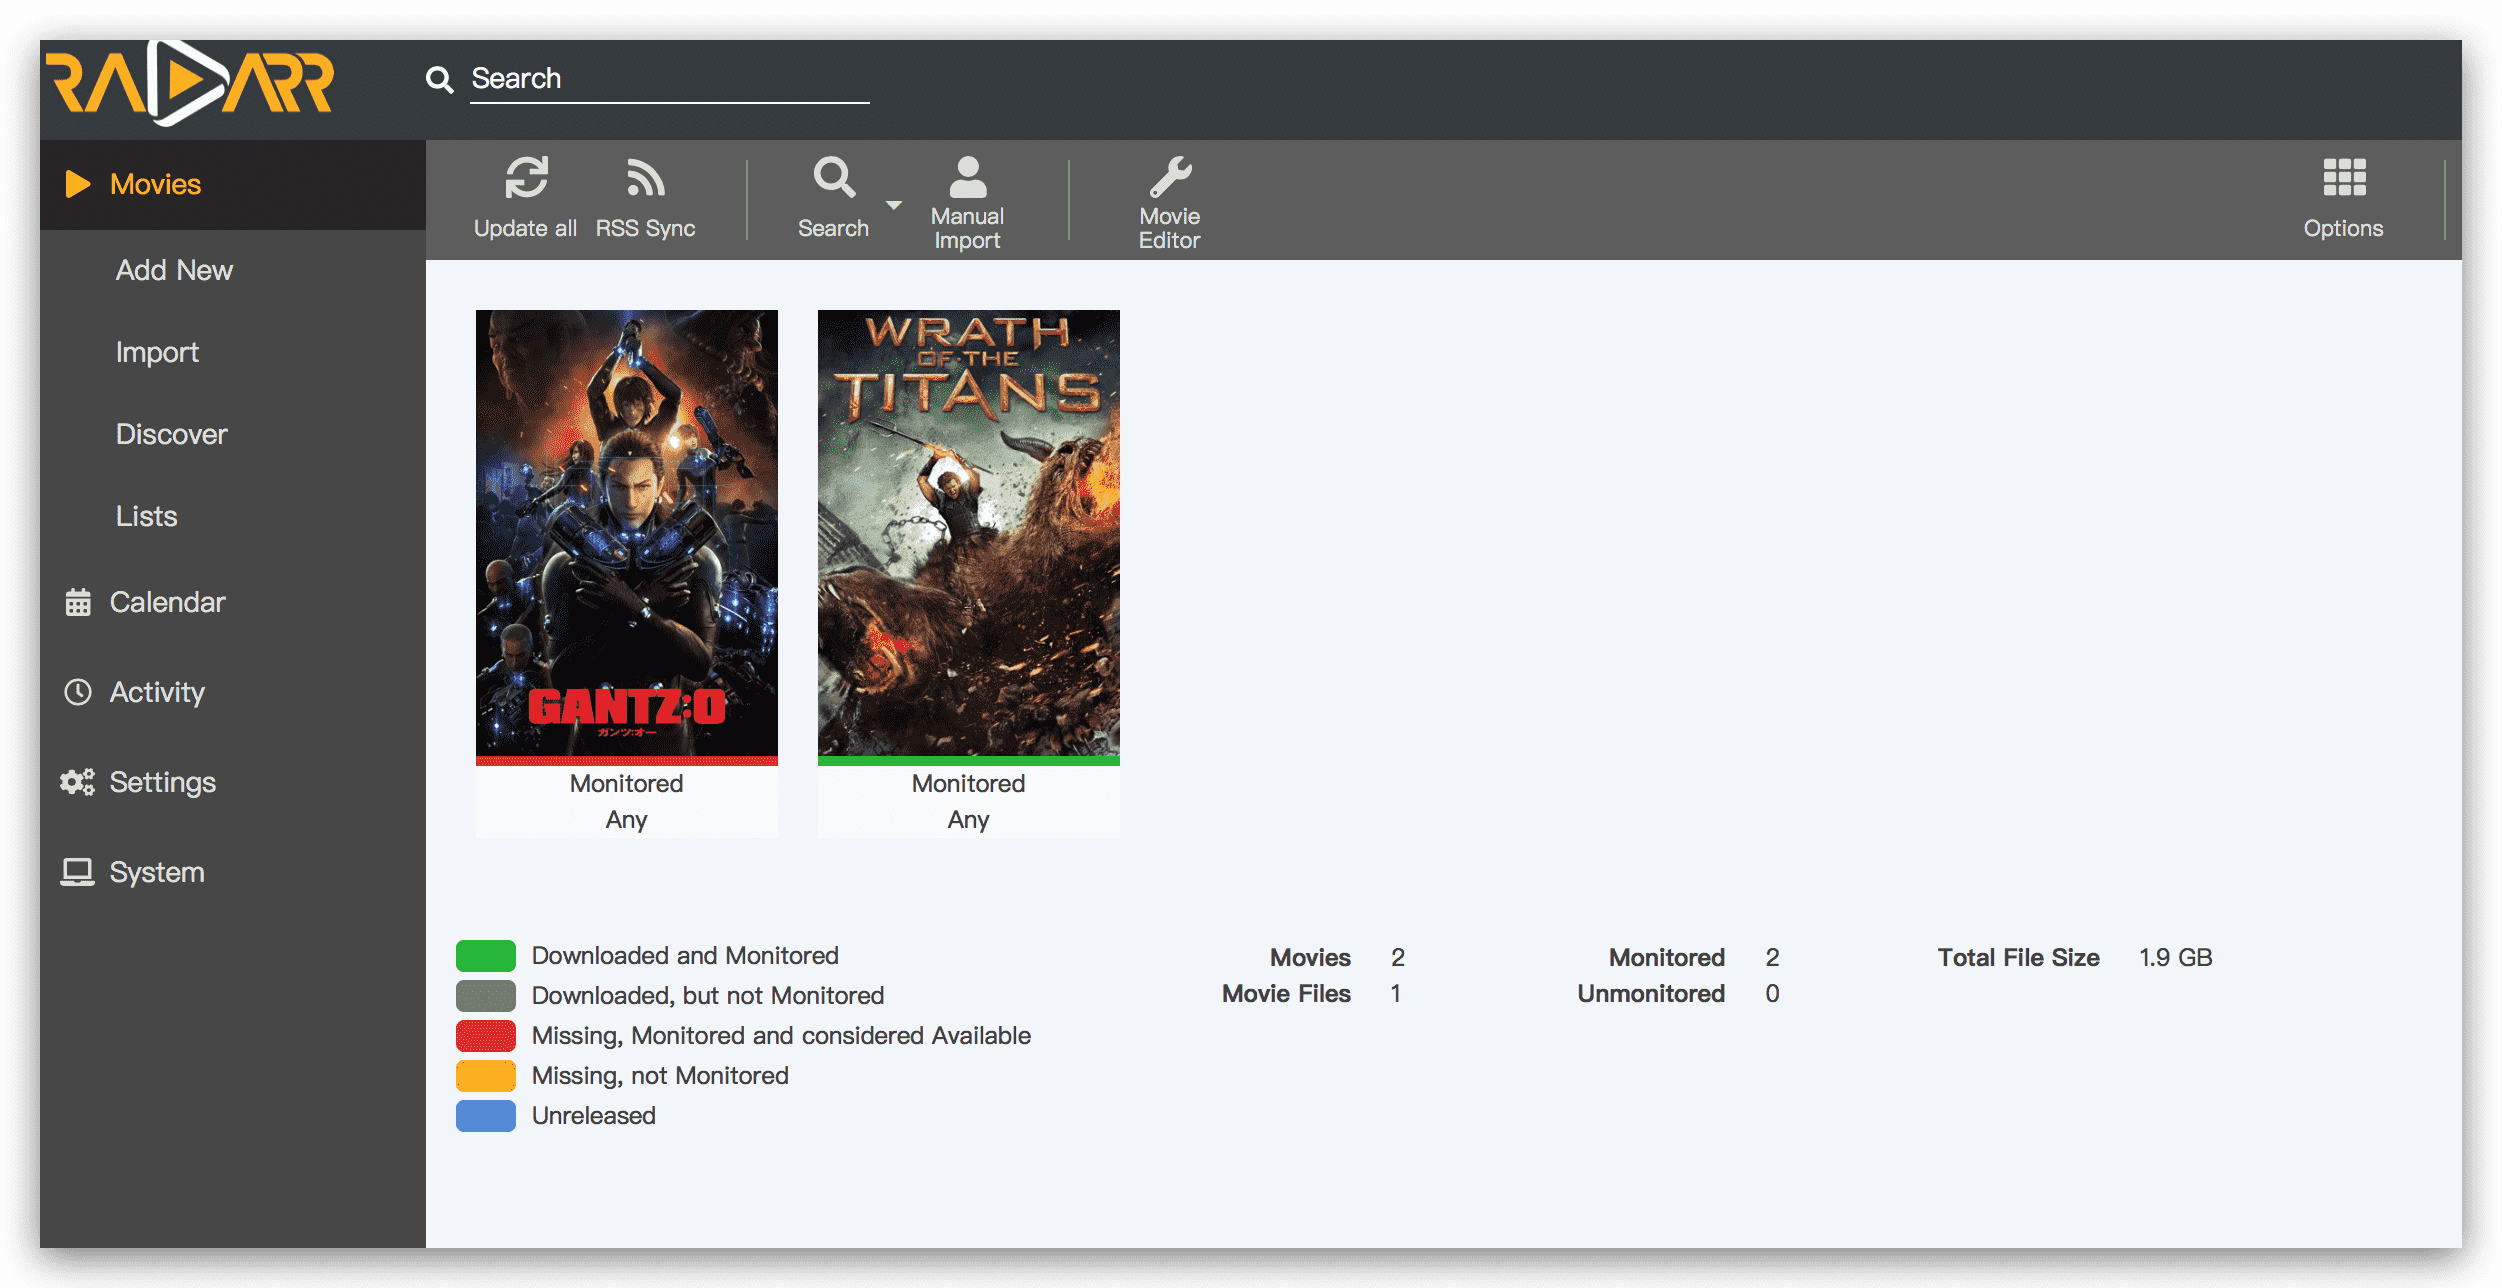 RADARR
Search
Movies
Add New
Import
Discover
Lists
Calendar
Activity
Settings
System
Update all
RSS Sync
Search
Manual
Import
Movie
Editor
Options
GANTZ:O
ガンツ:オー
Monitored
Any
WRATH
OF·THE
TITANS
Monitored
Any
Downloaded and Monitored
Downloaded, but not Monitored
Missing, Monitored and considered Available
Missing, not Monitored
Unreleased
Movies 2
Movie Files 1
Monitored 2
Unmonitored 0
Total File Size 1.9 GB